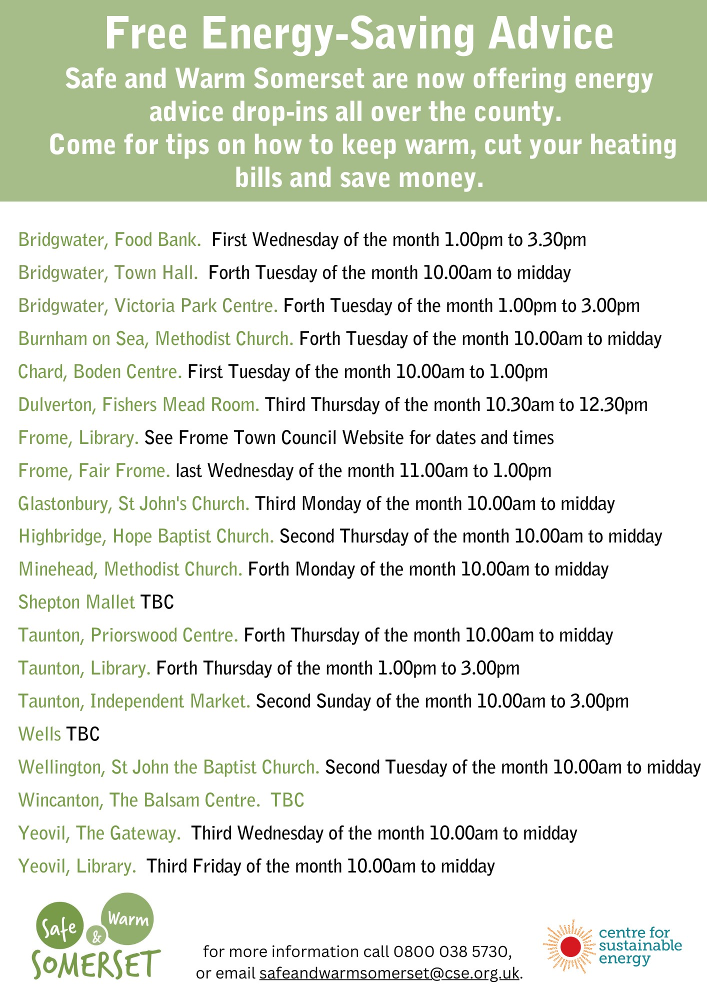 Free Energy-Saving Advice
Safe and Warm Somerset are now offering energy
advice drop-ins all over the county.
Come for tips on how to keep warm, cut your heating
bills and save money.
Bridgwater, Food Bank. First Wednesday of the month 1.00pm to 3.30pm
Bridgwater, Town Hall. Forth Tuesday of the month 10.00am to midday
Bridgwater, Victoria Park Centre. Forth Tuesday of the month 1.00pm to 3.00pm
Burnham on Sea, Methodist Church. Forth Tuesday of the month 10.00am to midday
Chard, Boden Centre. First Tuesday of the month 10.00am to 1.00pm
Dulverton, Fishers Mead Room. Third Thursday of the month 10.30am to 12.30pm
Frome, Library. See Frome Town Council Website for dates and times
Frome, Fair Frome. last Wednesday of the month 11.00am to 1.00pm
Glastonbury, St John's Church. Third Monday of the month 10.00am to midday
Highbridge, Hope Baptist Church. Second Thursday of the month 10.00am to midday
Minehead, Methodist Church. Forth Monday of the month 10.00am to midday
Shepton Mallet TBC
Taunton, Priorswood Centre. Forth Thursday of the month 10.00am to midday
Taunton, Library. Forth Thursday of the month 1.00pm to 3.00pm
Taunton, Independent Market. Second Sunday of the month 10.00am to 3.00pm
Wells TBC
Wellington, St John the Baptist Church. Second Tuesday of the month 10.00am to midday
Wincanton, The Balsam Centre. TBC
Yeovil, The Gateway. Third Wednesday of the month 10.00am to midday
Yeovil, Library. Third Friday of the month 10.00am to midday
Safe & Warm
SOMERSET
for more information call 0800 038 5730,
or email safeandwarmsomerset@cse.org.uk.
centre for
sustainable
energy